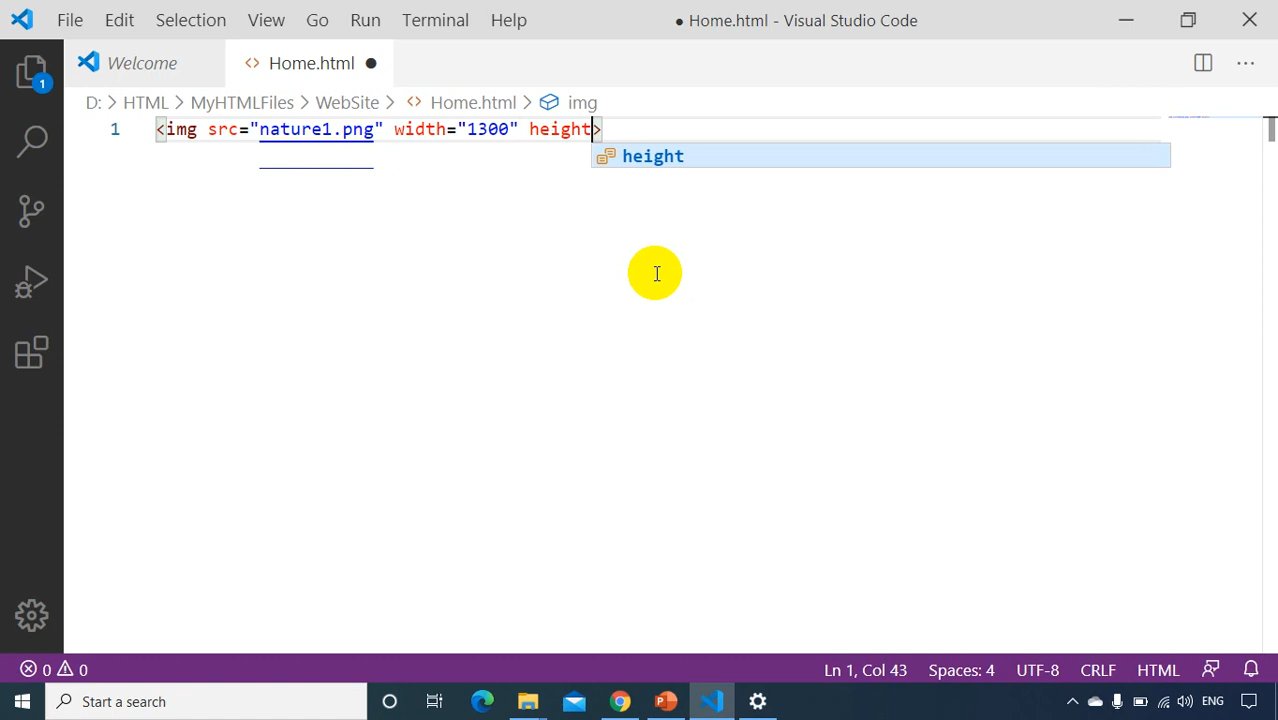 File Edit Selection View Go Run Terminal Help ● Home.html - Visual Studio Code
Welcome <> Home.html ●
1
D: > HTML > MyHTMLFiles > WebSite > <> Home.html > img
1 <img src="nature1.png" width="1300" height>
height
0 0 Ln 1, Col 43 Spaces: 4 UTF-8 CRLF HTML
Start a search ENG